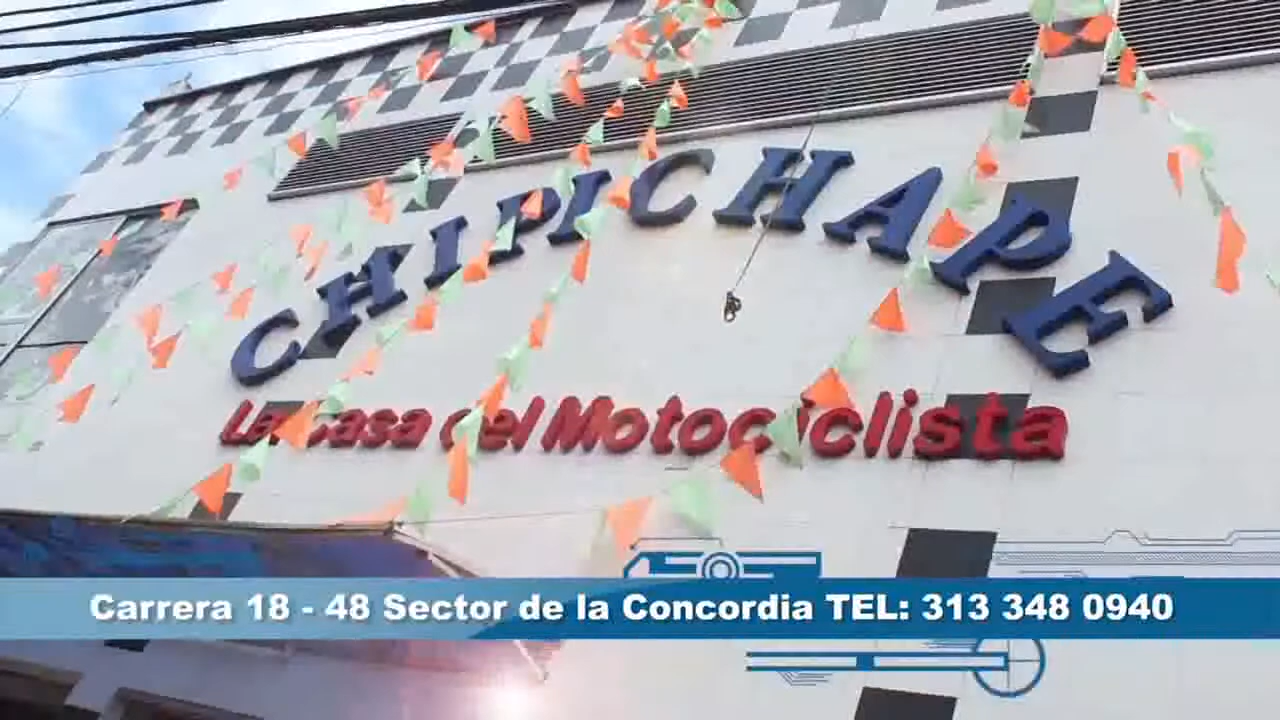 CHIPICHAPE
La Casa del Motociclista
Carrera 18 - 48 Sector de la Concordia TEL: 313 348 0940